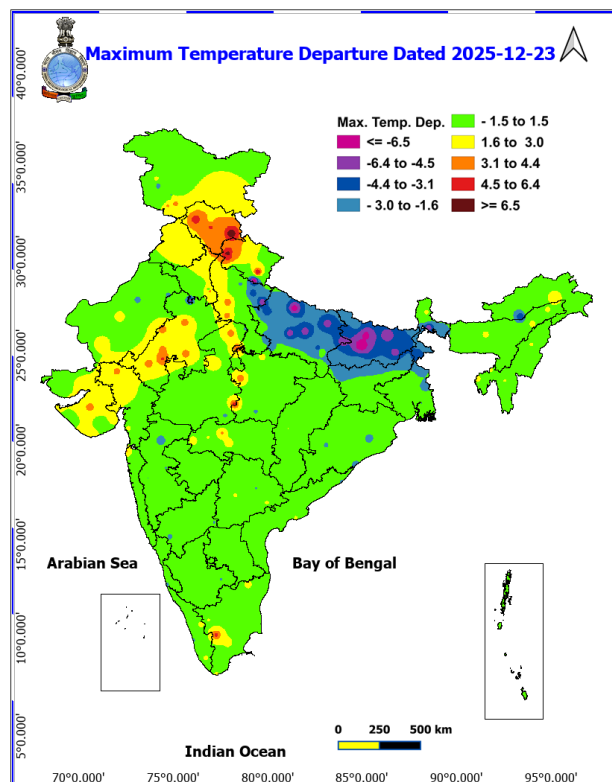 Maximum Temperature Departure Dated 2025-12-23
Max. Temp. Dep.
<= -6.5
-6.4 to -4.5
-4.4 to -3.1
- 3.0 to -1.6
- 1.5 to 1.5
1.6 to 3.0
3.1 to 4.4
4.5 to 6.4
>= 6.5
40°0.000'
35°0.000'
30°0.000'
25°0.000'
20°0.000'
15°0.000'
10°0.000'
5°0.000'
Arabian Sea
Bay of Bengal
Indian Ocean
0 250 500 km
70°0.000' 75°0.000' 80°0.000' 85°0.000' 90°0.000' 95°0.000'